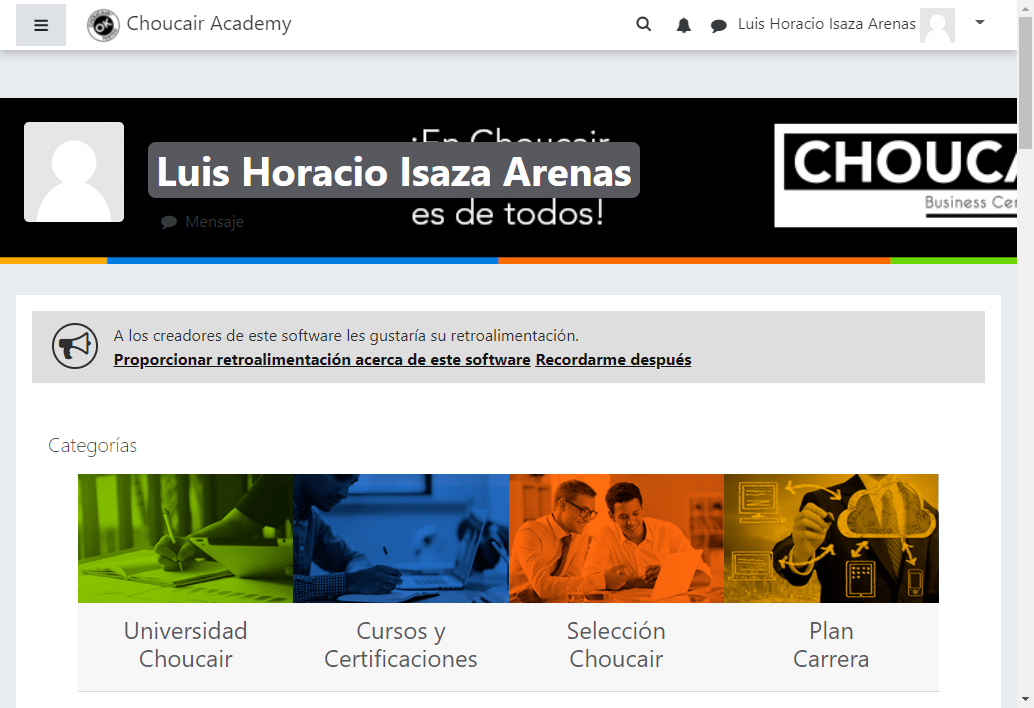 Choucair Academy
Luis Horacio Isaza Arenas
¡En Choucair
Luis Horacio Isaza Arenas
es de todos!
Mensaje
CHOUCA
Business Cen
A los creadores de este software les gustaría su retroalimentación.
Proporcionar retroalimentación acerca de este software Recordarme después
Categorías
Universidad
Choucair
Cursos y
Certificaciones
Selección
Choucair
Plan
Carrera